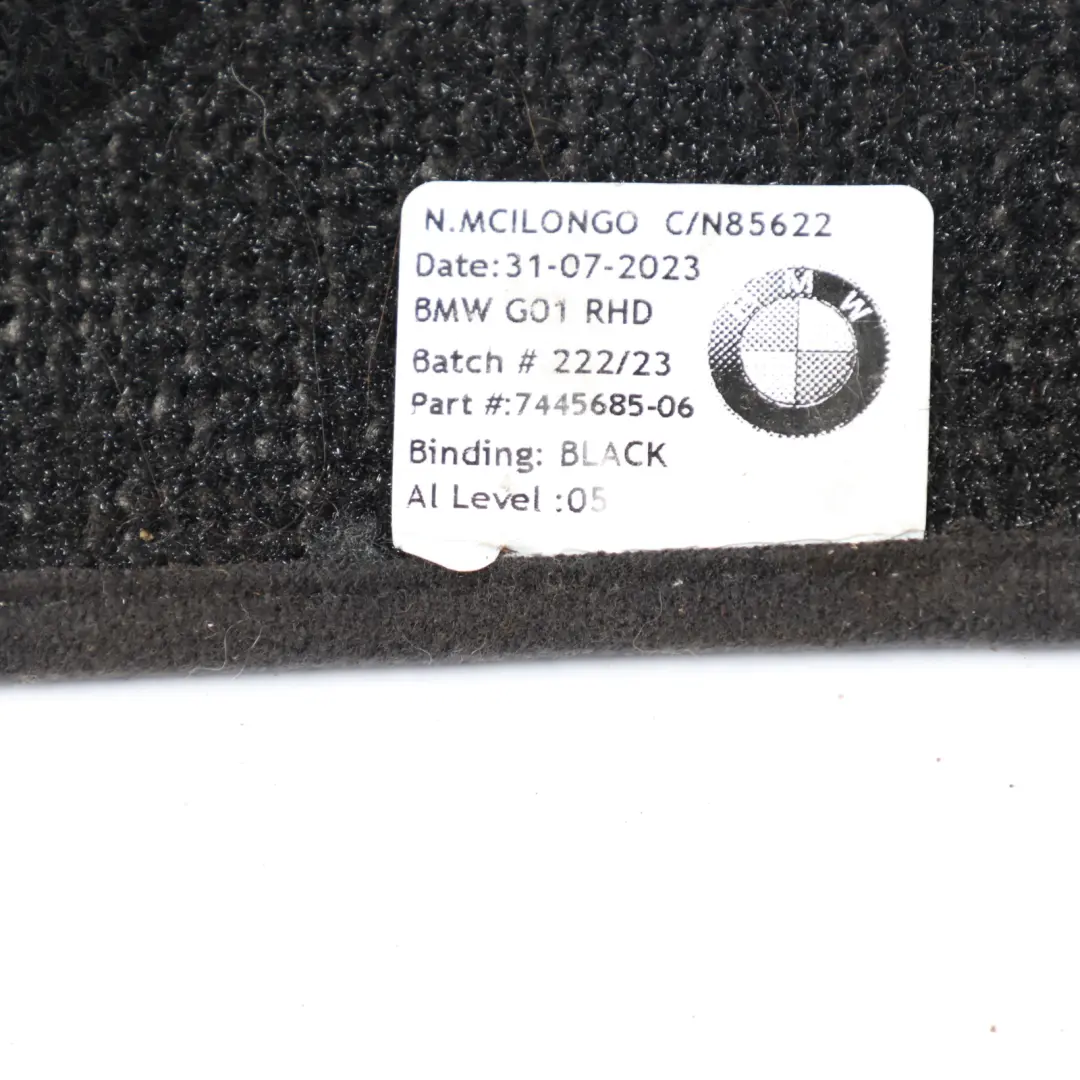 N.MCILONGO C/N85622
Date:31-07-2023
BMW G01 RHD
Batch # 222/23
Part #:7445685-06
Binding: BLACK
Al Level :05
BMW